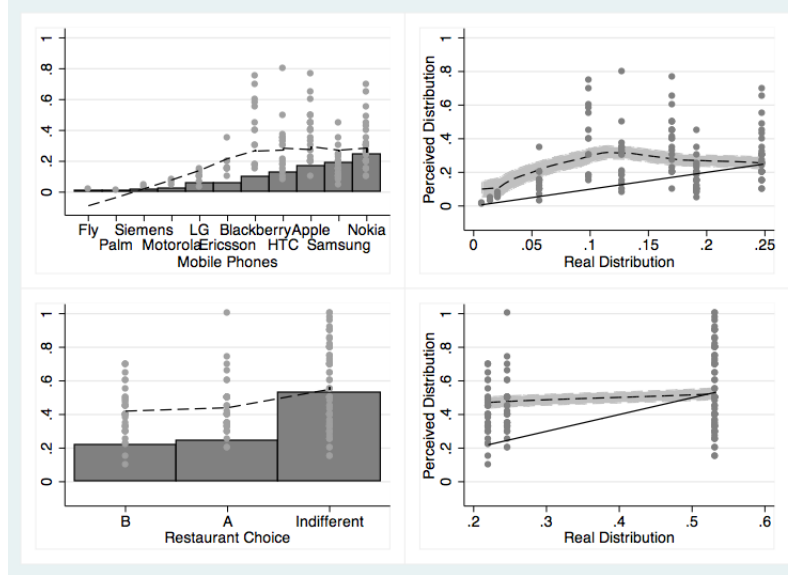 1
.8
.6
.4
.2
0
Fly Siemens LG Blackberry Apple Nokia
Palm Motorola Ericsson HTC Samsung
Mobile Phones
Perceived Distribution
1
.8
.6
.4
.2
0
0 .05 .1 .15 .2 .25
Real Distribution
1
.8
.6
.4
.2
0
B A Indifferent
Restaurant Choice
Perceived Distribution
1
.8
.6
.4
.2
0
.2 .3 .4 .5 .6
Real Distribution